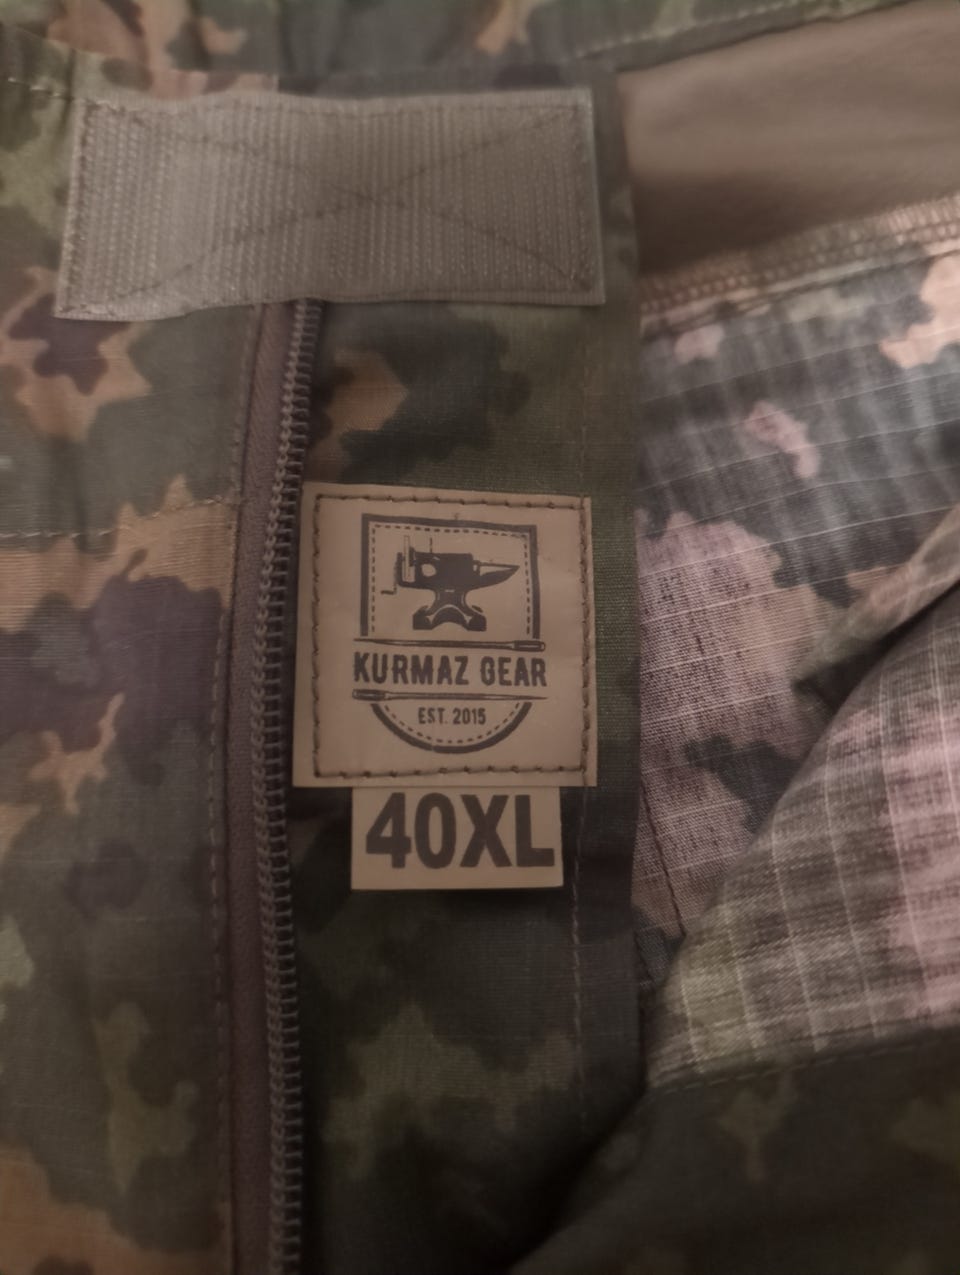 KURMAZ GEAR
EST. 2015
40XL